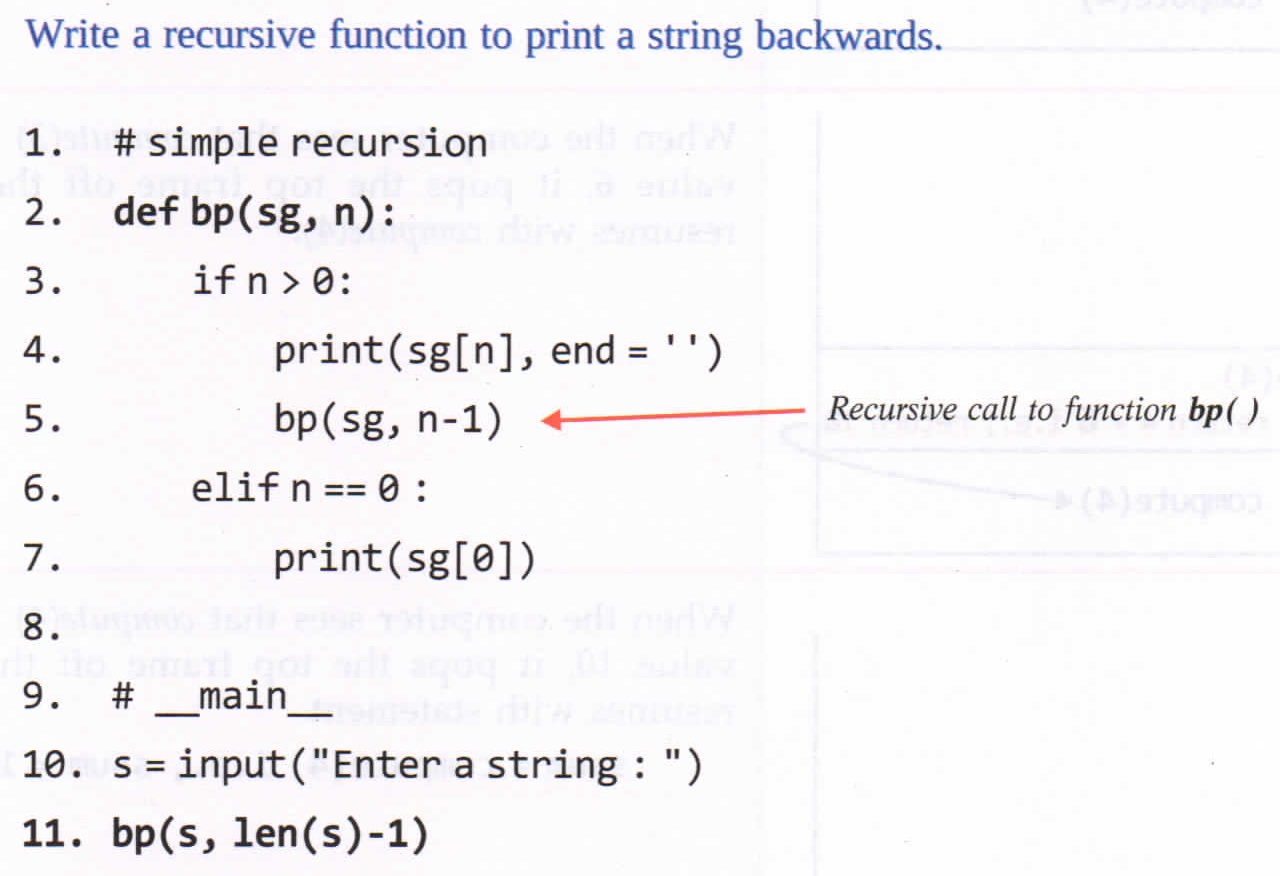 Write a recursive function to print a string backwards.
1. # simple recursion
2. def bp(sg, n):
3. if n > 0:
4. print(sg[n], end = '')
5. bp(sg, n-1)
Recursive call to function bp( )
6. elif n == 0 :
7. print(sg[0])
8.
9. # __main__
10. s = input("Enter a string : ")
11. bp(s, len(s)-1)